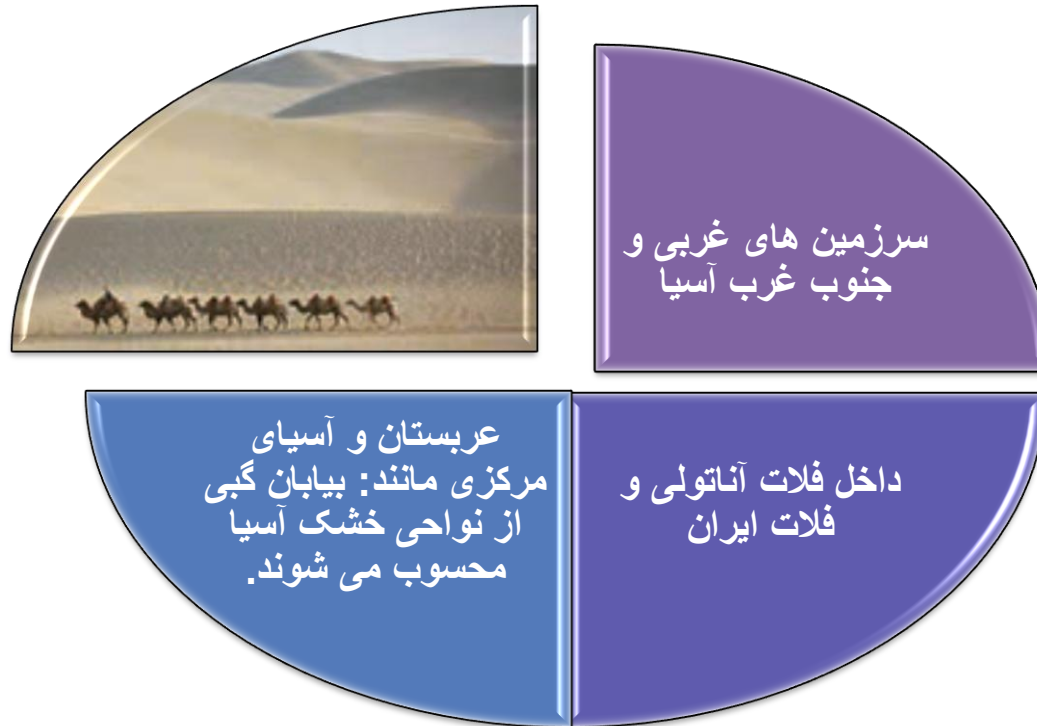 سرزمین های غربی و
جنوب غرب آسیا
داخل فلات آناتولی و
فلات ایران
عربستان و آسیای
مرکزی مانند: بیابان گبی
از نواحی خشک آسیا
محسوب می شوند.